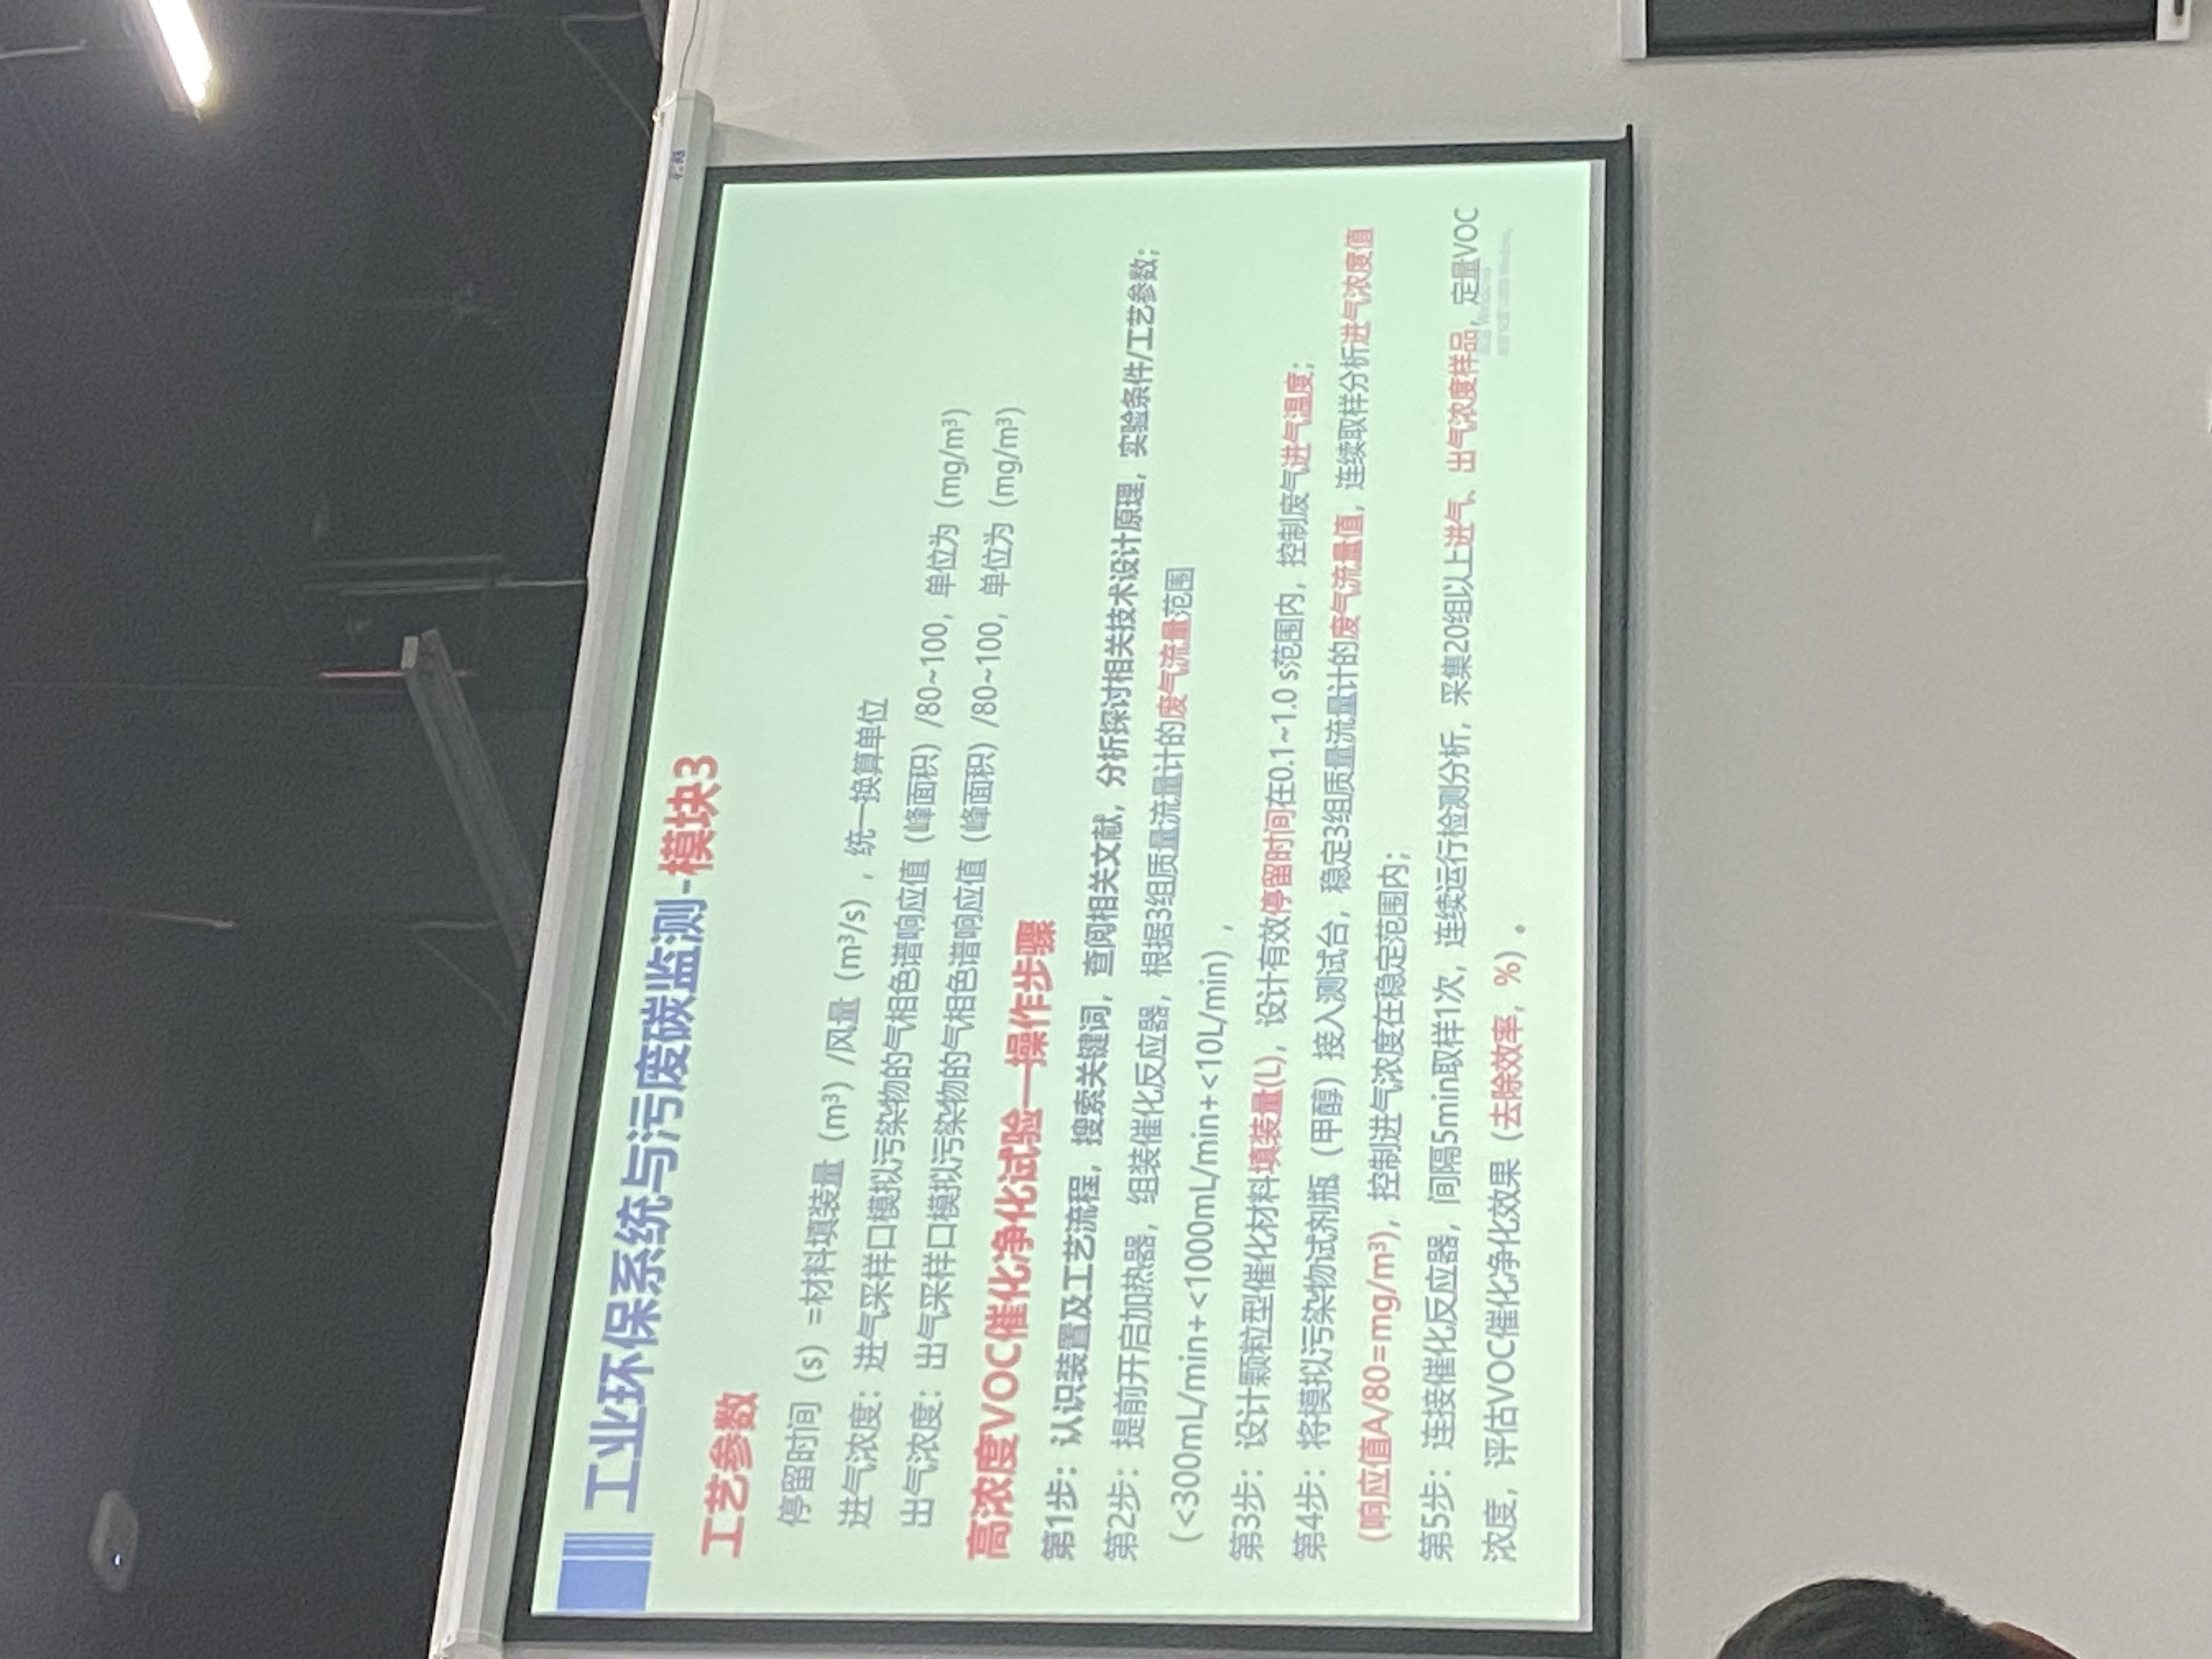 工业环保系统与污废碳监测-模块3
工艺参数
停留时间（s）=材料填装量（m³）/风量（m³/s），统一换算单位
进气浓度：进气采样口模拟污染物的气相色谱响应值（峰面积）/80~100，单位为（mg/m³）
出气浓度：出气采样口模拟污染物的气相色谱响应值（峰面积）/80~100，单位为（mg/m³）
高浓度VOC催化净化试验—操作步骤
第1步：认识装置及工艺流程，搜索关键词，查阅相关文献，分析探讨相关技术设计原理，实验条件/工艺参数；
第2步：提前开启加热器，组装催化反应器，根据3组质量流量计的废气流量范围
（<300mL/min+<1000mL/min+<10L/min），
第3步：设计颗粒型催化材料填装量(L)，设计有效停留时间在0.1~1.0 s范围内，控制废气进气温度；
第4步：将模拟污染物试剂瓶（甲醇）接入测试台，稳定3组质量流量计的废气流量值，连续取样分析进气浓度值
（响应值A/80=mg/m³)，控制进气浓度在稳定范围内；
第5步：连接催化反应器，间隔5min取样1次，连续运行检测分析，采集20组以上进气、出气浓度样品，定量VOC
浓度，评估VOC催化净化效果（去除效率，%）。
激活 Windows